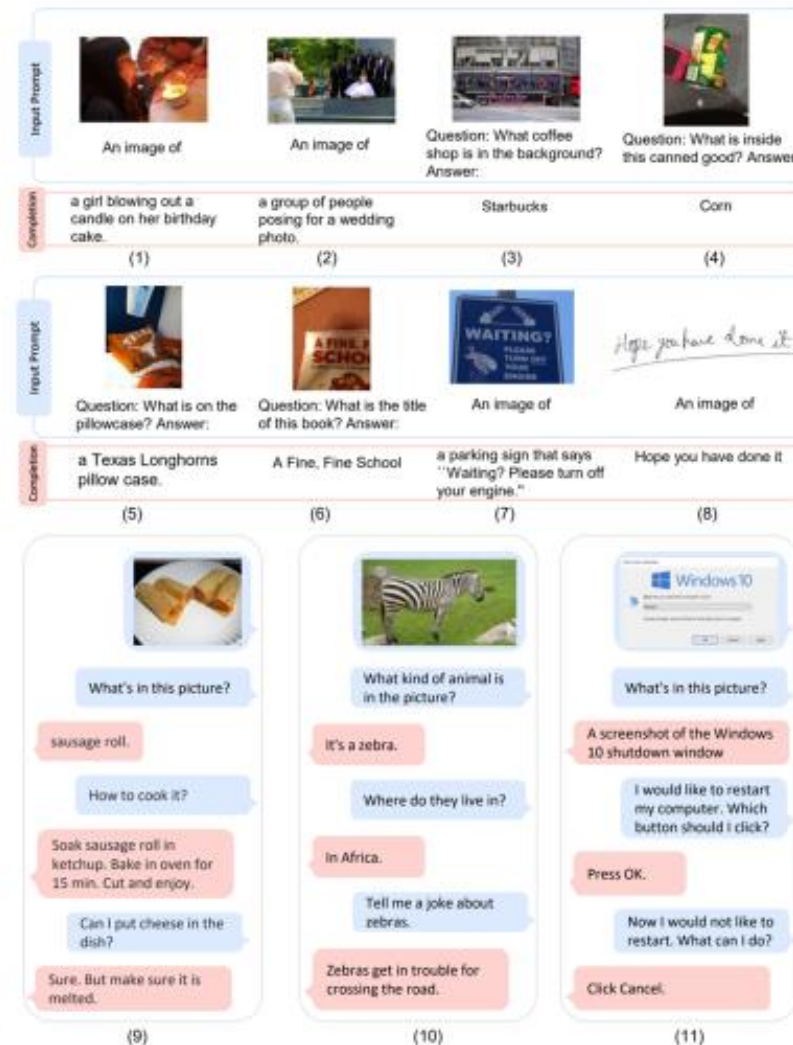 Input Prompt
An image of
An image of
Question: What coffee
shop is in the background?
Answer:
Question: What is inside
this canned good? Answer
Completion
a girl blowing out a
candle on her birthday
cake.
a group of people
posing for a wedding
photo.
Starbucks
Corn
(1)
(2)
(3)
(4)
Input Prompt
A FINE, F
SCHOO
WAITING?
PLEASE
TURN OFF
YOUR
ENGINE
Hope you have done it
Question: What is on the
pillowcase? Answer:
Question: What is the title
of this book? Answer:
An image of
An image of
Completion
a Texas Longhorns
pillow case.
A Fine, Fine School
a parking sign that says
``Waiting? Please turn off
your engine."
Hope you have done it
(5)
(6)
(7)
(8)
What's in this picture?
sausage roll.
How to cook it?
Soak sausage roll in
ketchup. Bake in oven for
15 min. Cut and enjoy.
Can I put cheese in the
dish?
Sure. But make sure it is
melted.
(9)
What kind of animal is
in the picture?
It's a zebra.
Where do they live in?
In Africa.
Tell me a joke about
zebras.
Zebras get in trouble for
crossing the road.
(10)
Windows 10
What's in this picture?
A screenshot of the Windows
10 shutdown window
I would like to restart
my computer. Which
button should I click?
Press OK.
Now I would not like to
restart. What can I do?
Click Cancel.
(11)